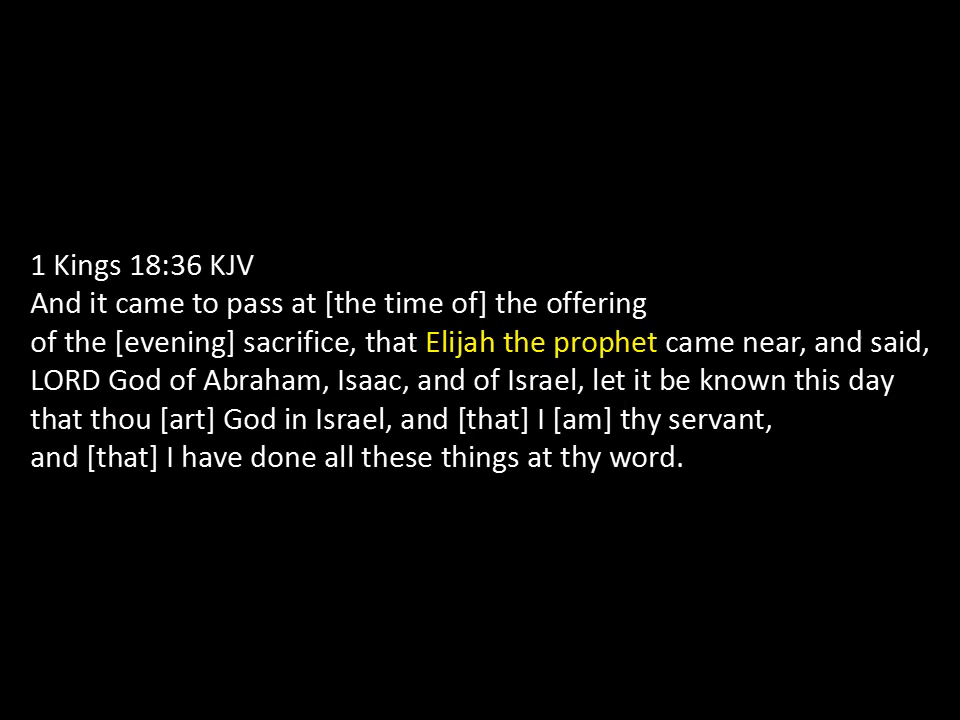 1 Kings 18:36 KJV
And it came to pass at [the time of] the offering
of the [evening] sacrifice, that Elijah the prophet came near, and said,
LORD God of Abraham, Isaac, and of Israel, let it be known this day
that thou [art] God in Israel, and [that] I [am] thy servant,
and [that] I have done all these things at thy word.